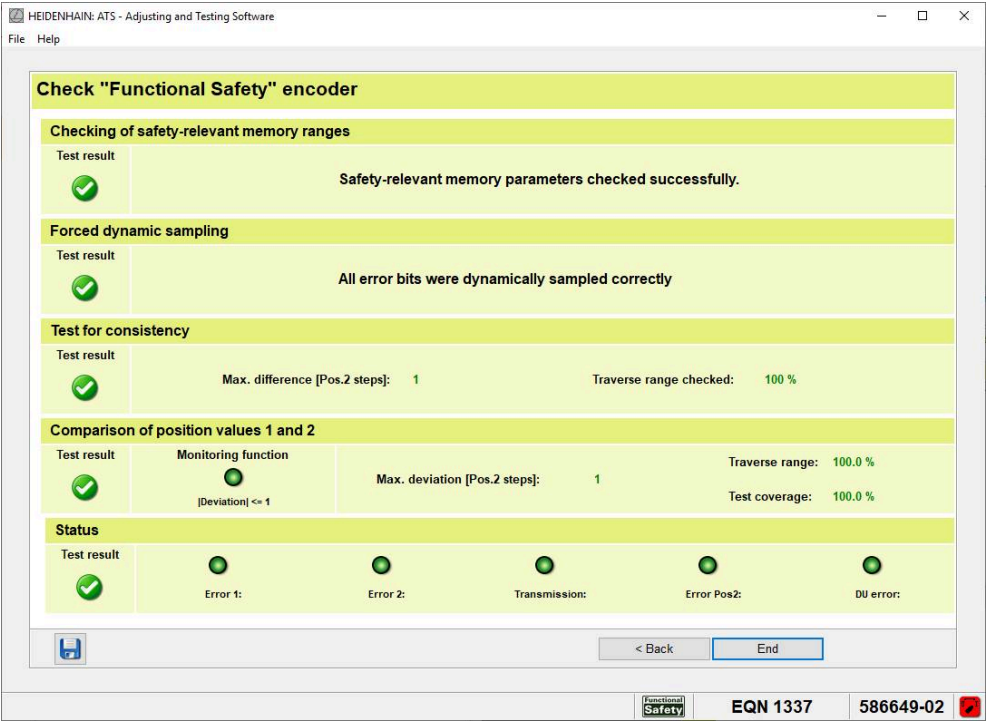 HEIDENHAIN: ATS - Adjusting and Testing Software
File Help
Check "Functional Safety" encoder
Checking of safety-relevant memory ranges
Test result
Safety-relevant memory parameters checked successfully.
Forced dynamic sampling
Test result
All error bits were dynamically sampled correctly
Test for consistency
Test result
Max. difference [Pos.2 steps]: 1 Traverse range checked: 100 %
Comparison of position values 1 and 2
Test result Monitoring function
|Deviation| <= 1
Max. deviation [Pos.2 steps]: 1
Traverse range: 100.0 %
Test coverage: 100.0 %
Status
Test result
Error 1: Error 2: Transmission: Error Pos2: DU error:
< Back End
Functional Safety EQN 1337 586649-02